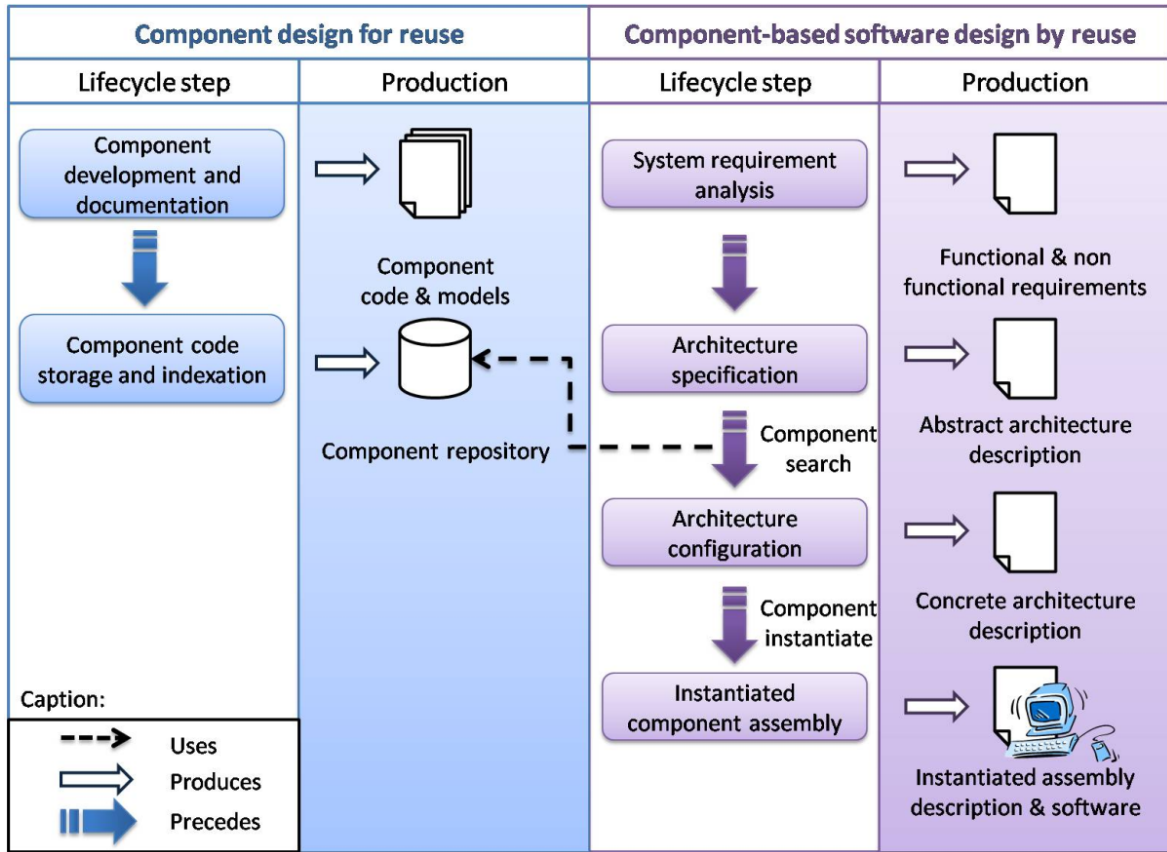 Component design for reuse
Component-based software design by reuse
Lifecycle step
Production
Lifecycle step
Production
Component
development and
documentation
Component
code & models
Component code
storage and indexation
Component repository
System requirement
analysis
Functional & non
functional requirements
Architecture
specification
Abstract architecture
description
Component
search
Architecture
configuration
Concrete architecture
description
Component
instantiate
Instantiated
component assembly
Instantiated assembly
description & software
Caption:
Uses
Produces
Precedes